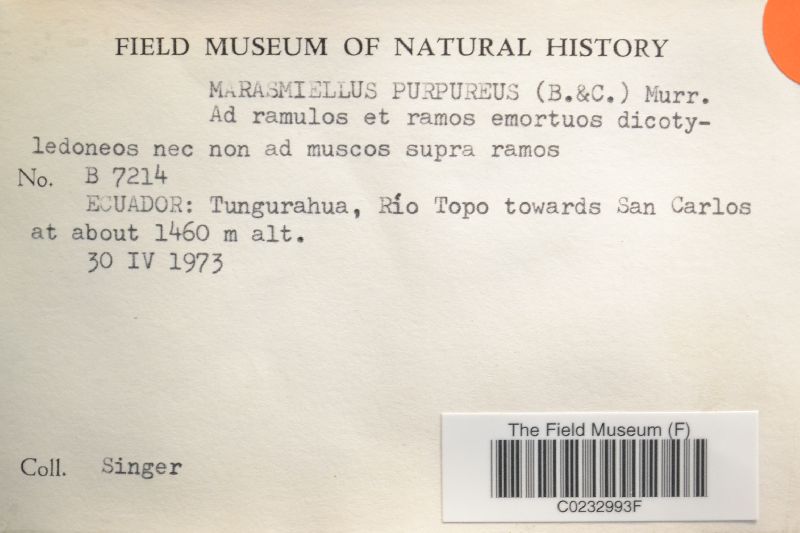 FIELD MUSEUM OF NATURAL HISTORY
MARASMIELLUS PURPUREUS (B.&C.) Murr.
Ad ramulos et ramos emortuos dicoty-
ledoneos nec non ad muscos supra ramos
No. B 7214
ECUADOR: Tungurahua, Río Topo towards San Carlos
at about 1460 m alt.
30 IV 1973
Coll. Singer
The Field Museum (F)
C0232993F